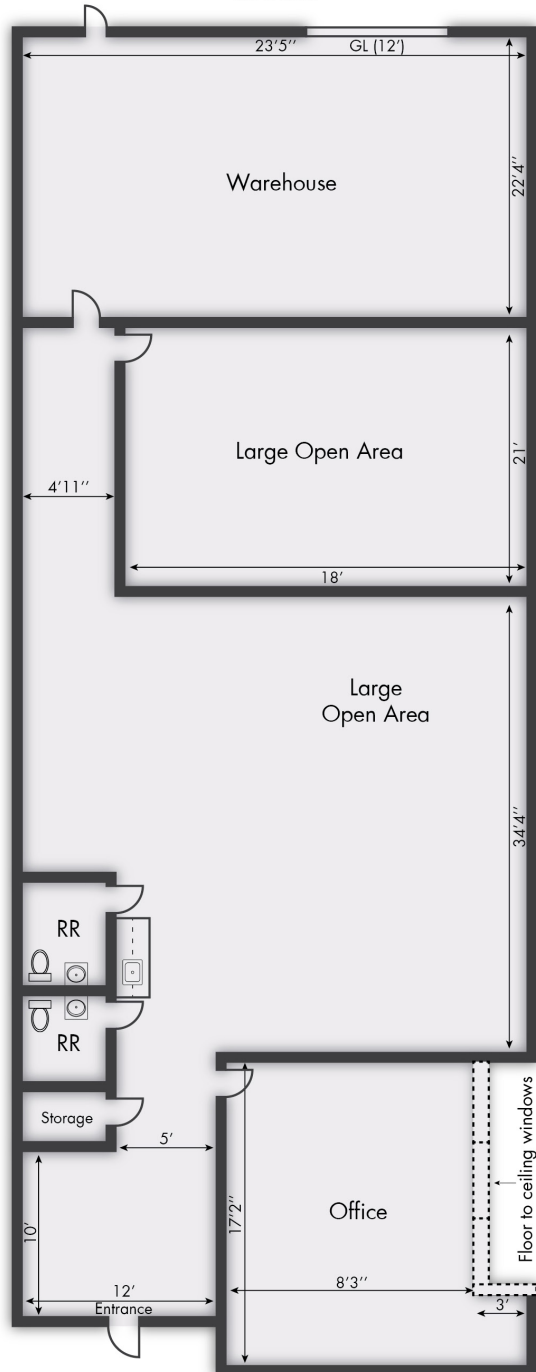 23'5'' GL (12')
Warehouse
22'4''
4'11''
Large Open Area
21'
18'
Large
Open Area
34'4''
RR
RR
Storage
5'
10'
12'
Entrance
17'2''
Office
8'3''
Floor to ceiling windows
3'